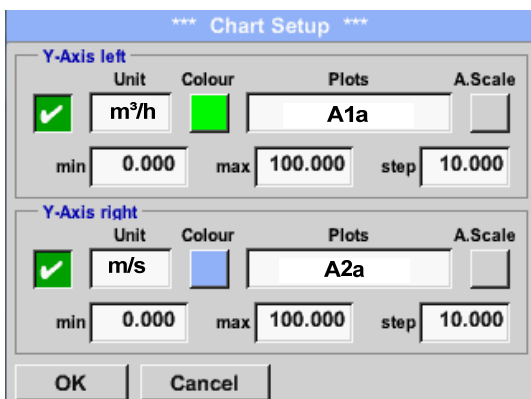 *** Chart Setup ***
Y-Axis left
Unit Colour Plots A.Scale
m³/h A1a
min 0.000 max 100.000 step 10.000
Y-Axis right
Unit Colour Plots A.Scale
m/s A2a
min 0.000 max 100.000 step 10.000
OK Cancel